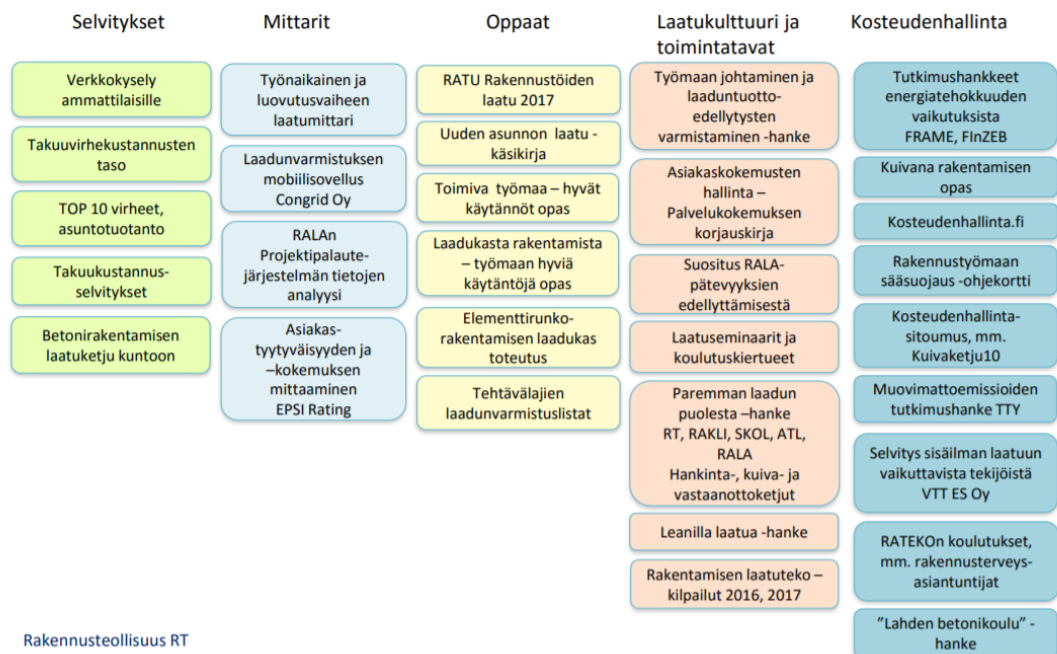 Selvitykset
Verkkokysely
ammattilaisille
Takuuvirhekustannusten
taso
TOP 10 virheet,
asuntotuotanto
Takuukustannus-
selvitykset
Betonirakentamisen
laatuketju kuntoon
Mittarit
Työnaikainen ja
luovutusvaiheen
laatumittari
Laadunvarmistuksen
mobiilisovellus
Congrid Oy
RALAn
Projektipalaute-
järjestelmän tietojen
analyysi
Asiakas-
tyytyväisyyden ja
–kokemuksen
mittaaminen
EPSI Rating
Oppaat
RATU Rakennustöiden
laatu 2017
Uuden asunnon laatu -
käsikirja
Toimiva työmaa – hyvät
käytännöt opas
Laadukasta rakentamista
– työmaan hyviä
käytäntöjä opas
Elementtirunko-
rakentamisen laadukas
toteutus
Tehtävälajien
laadunvarmistuslistat
Laatukulttuuri ja
toimintatavat
Työmaan johtaminen ja
laaduntuotto-
edellytysten
varmistaminen -hanke
Asiakaskokemusten
hallinta –
Palvelukokemuksen
korjauskirja
Suositus RALA-
pätevyyksien
edellyttämisestä
Laatuseminaarit ja
koulutuskiertueet
Paremman laadun
puolesta –hanke
RT, RAKLI, SKOL, ATL,
RALA
Hankinta-, kuiva- ja
vastaanottoketjut
Leanilla laatua -hanke
Rakentamisen laatuteko –
kilpailut 2016, 2017
Kosteudenhallinta
Tutkimushankkeet
energiatehokkuuden
vaikutuksista
FRAME, FInZEB
Kuivana rakentamisen
opas
Kosteudenhallinta.fi
Rakennustyömaan
sääsuojaus -ohjekortti
Kosteudenhallinta-
sitoumus, mm.
Kuivaketju10
Muovimattoemissioiden
tutkimushanke TTY
Selvitys sisäilman laatuun
vaikuttavista tekijöistä
VTT ES Oy
RATEKOn koulutukset,
mm. rakennusterveys-
asiantuntijat
”Lahden betonikoulu” -
hanke
Rakennusteollisuus RT